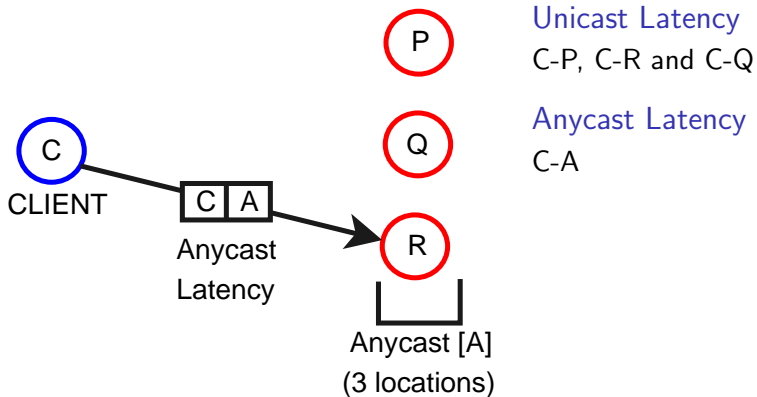 P
Unicast Latency
C-P, C-R and C-Q
Q
Anycast Latency
C-A
C
CLIENT
C A
Anycast
Latency
R
Anycast [A]
(3 locations)